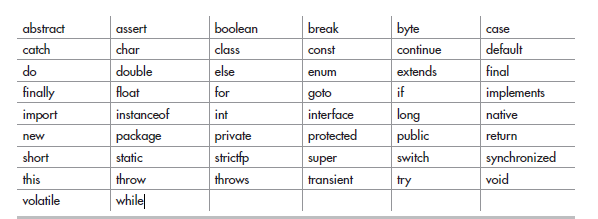 abstract assert boolean break byte case
catch char class const continue default
do double else enum extends final
finally float for goto if implements
import instanceof int interface long native
new package private protected public return
short static strictfp super switch synchronized
this throw throws transient try void
volatile while